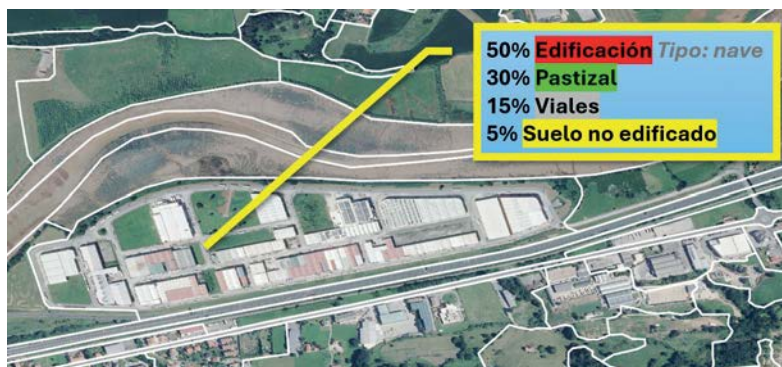 50% Edificación Tipo: nave
30% Pastizal
15% Viales
5% Suelo no edificado